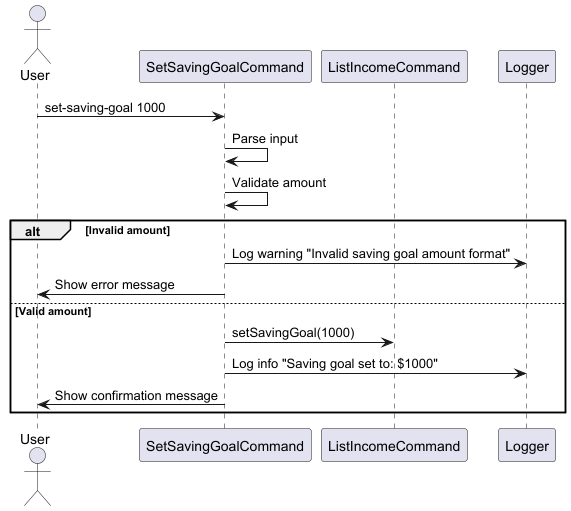 User
SetSavingGoalCommand
ListIncomeCommand
Logger
set-saving-goal 1000
Parse input
Validate amount
alt
[Invalid amount]
Log warning "Invalid saving goal amount format"
Show error message
[Valid amount]
setSavingGoal(1000)
Log info "Saving goal set to: $1000"
Show confirmation message
User
SetSavingGoalCommand
ListIncomeCommand
Logger